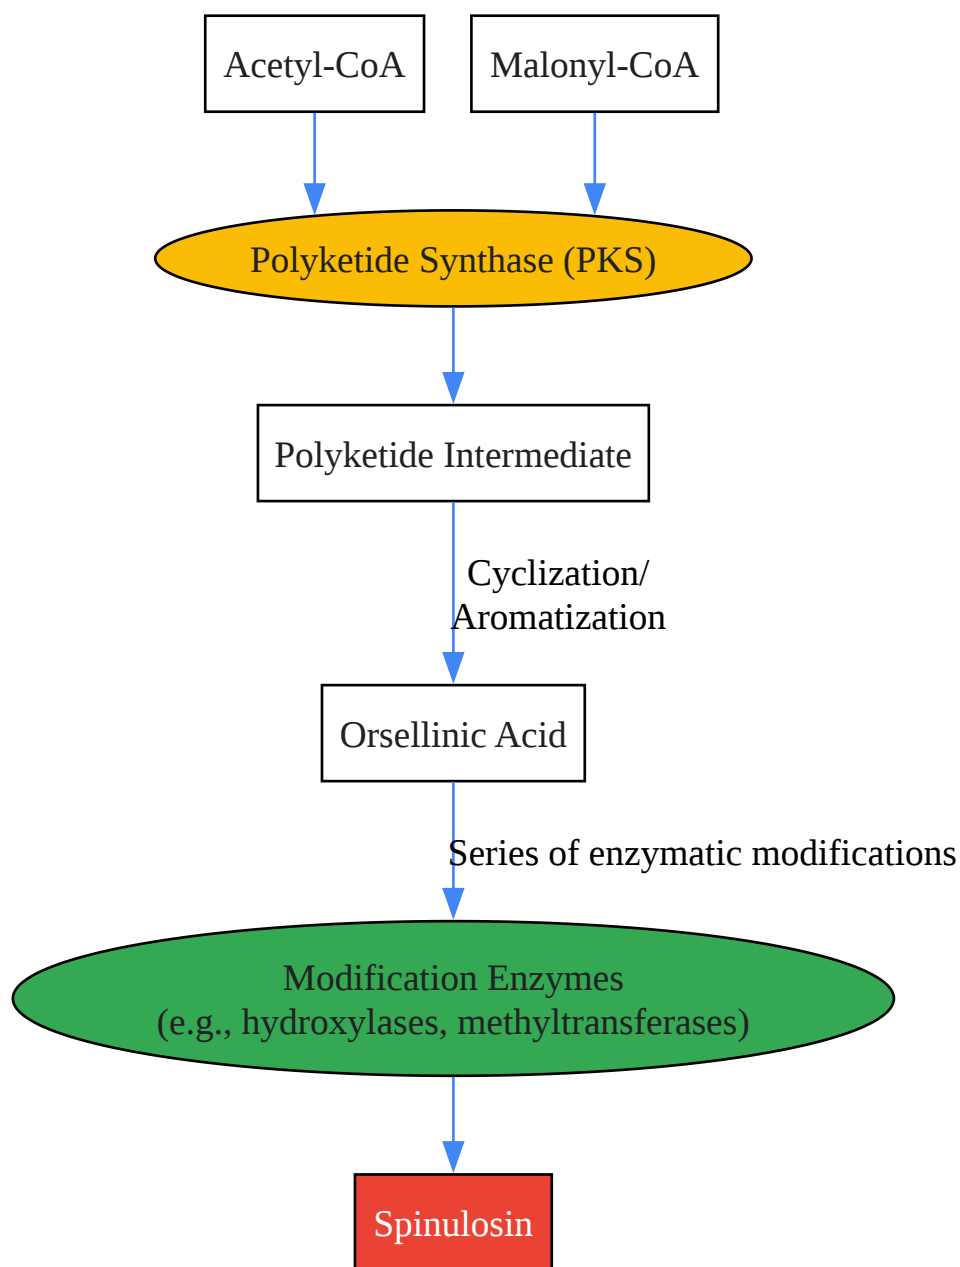 Acetyl-CoA
Malonyl-CoA
Polyketide Synthase (PKS)
Polyketide Intermediate
Cyclization/
Aromatization
Orsellinic Acid
Series of enzymatic modifications
Modification Enzymes
(e.g., hydroxylases, methyltransferases)
Spinulosin